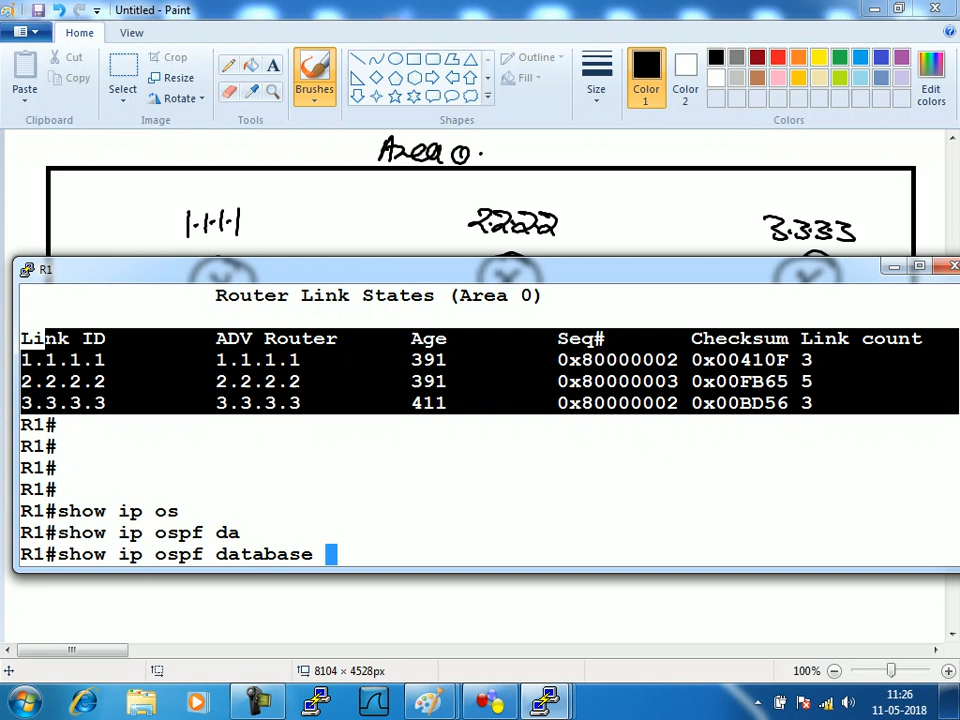 Untitled - Paint
Home View
Paste
Cut
Copy
Clipboard
Select
Crop
Resize
Rotate
Image
Tools
Brushes
Shapes
Outline
Fill
Size
Color 1
Color 2
Edit colors
Colors
Area 0.
1.1.1.1 2.2.2.2 3.3.3.3
R1
Router Link States (Area 0)
Link ID ADV Router Age Seq# Checksum Link count
1.1.1.1 1.1.1.1 391 0x80000002 0x00410F 3
2.2.2.2 2.2.2.2 391 0x80000003 0x00FB65 5
3.3.3.3 3.3.3.3 411 0x80000002 0x00BD56 3
R1#
R1#
R1#
R1#
R1#show ip os
R1#show ip ospf da
R1#show ip ospf database
8104 × 4528px 100%
11:26
11-05-2018